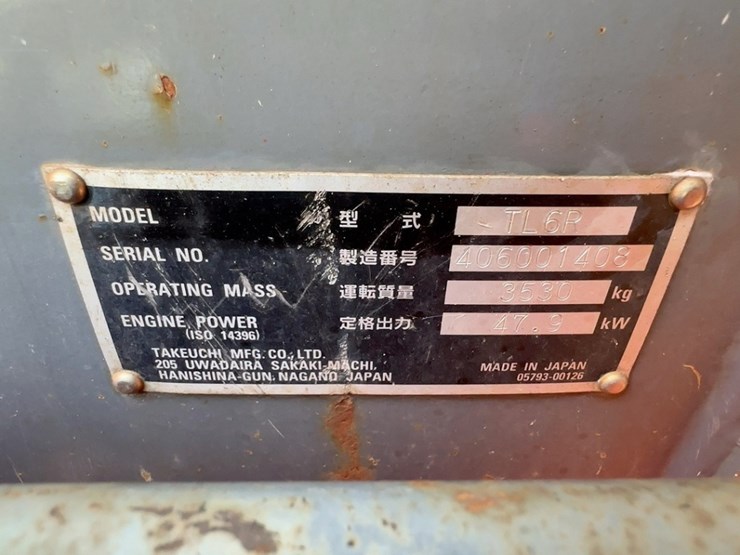 MODEL 型式 TL6R
SERIAL NO. 製造番号 406001408
OPERATING MASS 運転質量 3530 kg
ENGINE POWER 定格出力 47.9 kW
(ISO 14396)
TAKEUCHI MFG. CO., LTD.
205 UWADAIRA SAKAKI-MACHI, MADE IN JAPAN
HANISHINA-GUN, NAGANO JAPAN 05793-00126